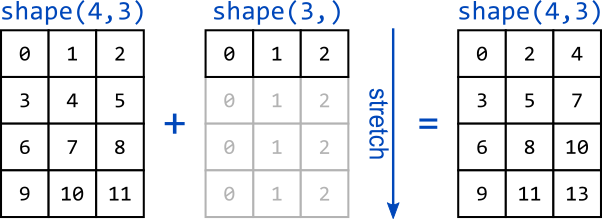 shape(4,3) shape(3,) shape(4,3)
0 1 2 0 1 2 0 2 4
3 4 5 0 1 2 3 5 7
+ stretch =
6 7 8 0 1 2 6 8 10
9 10 11 0 1 2 9 11 13